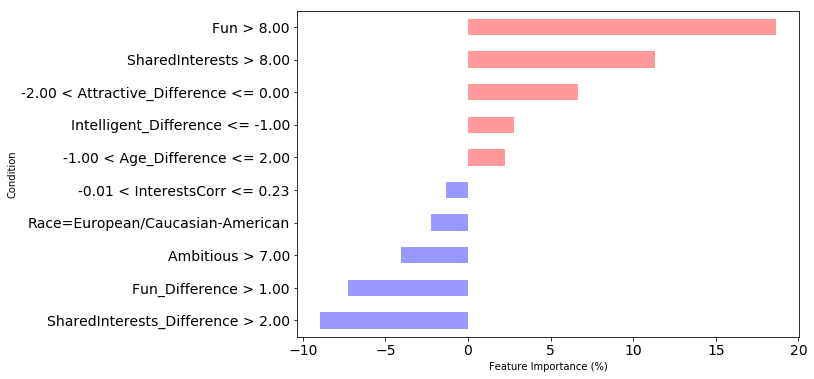 Fun > 8.00
SharedInterests > 8.00
-2.00 < Attractive_Difference <= 0.00
Intelligent_Difference <= -1.00
-1.00 < Age_Difference <= 2.00
-0.01 < InterestsCorr <= 0.23
Race=European/Caucasian-American
Ambitious > 7.00
Fun_Difference > 1.00
SharedInterests_Difference > 2.00
Condition
−10 −5 0 5 10 15 20
Feature Importance (%)